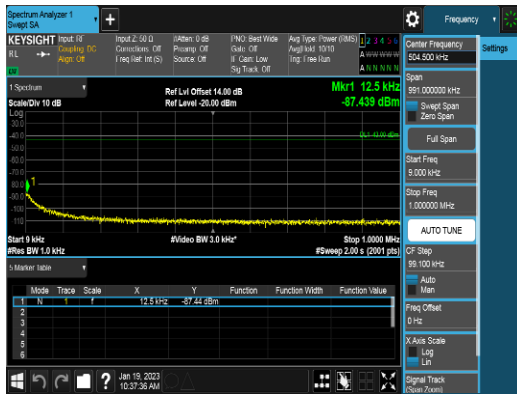 Spectrum Analyzer 1
Swept SA
Frequency
KEYSIGHT
RL
Input: RF
Coupling: DC
Align: Off
Input Z: 50 Ω
Corrections: Off
Freq Ref: Int (S)
#Atten: 0 dB
Preamp: Off
Source: Off
PNO: Best Wide
Gate: Off
IF Gain: Low
Sig Track: Off
Avg Type: Power (RMS)
Avg|Hold: 10/10
Trig: Free Run
1 2 3 4 5 6
A W W W W W
A N N N N N
Center Frequency
504.500 kHz
Settings
Span
991.000000 kHz
Swept Span
Zero Span
Full Span
Start Freq
9.000 kHz
Stop Freq
1.000000 MHz
AUTO TUNE
CF Step
99.100 kHz
Auto
Man
Freq Offset
0 Hz
X Axis Scale
Log
Lin
Signal Track
(Span Zoom)
1 Spectrum
Scale/Div 10 dB
Ref Lvl Offset 14.00 dB
Ref Level -20.00 dBm
Mkr1 12.5 kHz
-87.439 dBm
Log
-30.0
-40.0
-50.0
-60.0
-70.0
-80.0
-90.0
-100
-110
1
Start 9 kHz
#Res BW 1.0 kHz
#Video BW 3.0 kHz*
Stop 1.0000 MHz
#Sweep 2.00 s (2001 pts)
5 Marker Table
Mode Trace Scale X Y Function Function Width Function Value
1 N 1 f 12.5 kHz -87.44 dBm
2
3
4
5
6
?
Jan 19, 2023
10:37:36 AM